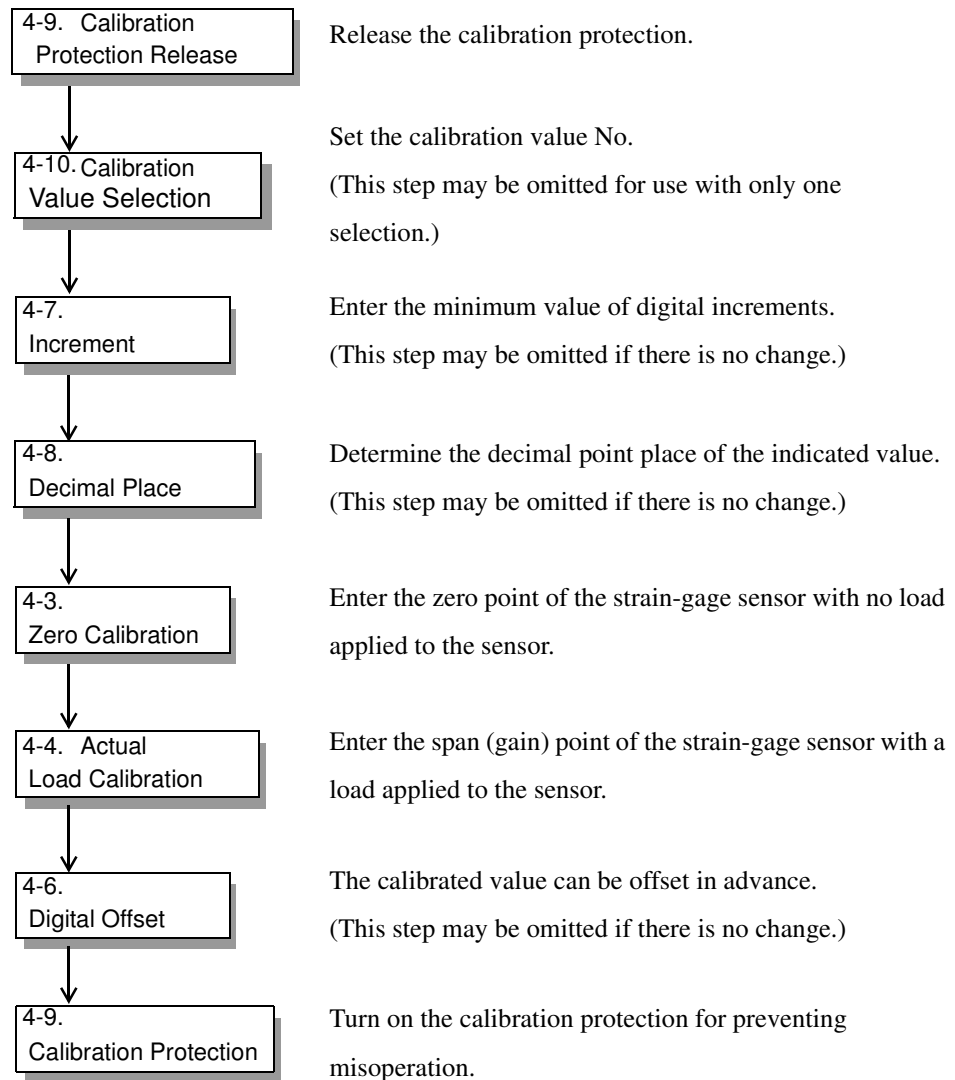 4-9. Calibration
Protection Release
Release the calibration protection.
4-10. Calibration
Value Selection
Set the calibration value No.
(This step may be omitted for use with only one
selection.)
4-7.
Increment
Enter the minimum value of digital increments.
(This step may be omitted if there is no change.)
4-8.
Decimal Place
Determine the decimal point place of the indicated value.
(This step may be omitted if there is no change.)
4-3.
Zero Calibration
Enter the zero point of the strain-gage sensor with no load
applied to the sensor.
4-4. Actual
Load Calibration
Enter the span (gain) point of the strain-gage sensor with a
load applied to the sensor.
4-6.
Digital Offset
The calibrated value can be offset in advance.
(This step may be omitted if there is no change.)
4-9.
Calibration Protection
Turn on the calibration protection for preventing
misoperation.